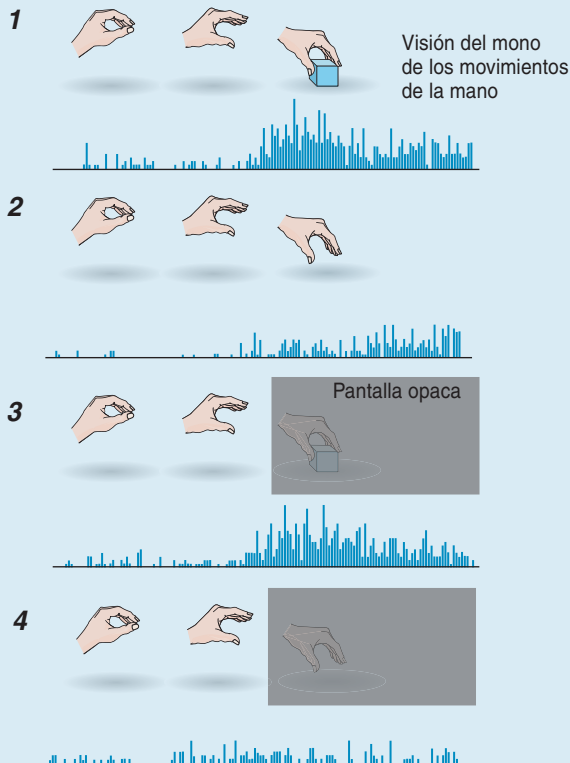 1
Visión del mono
de los movimientos
de la mano
2
3
Pantalla opaca
4